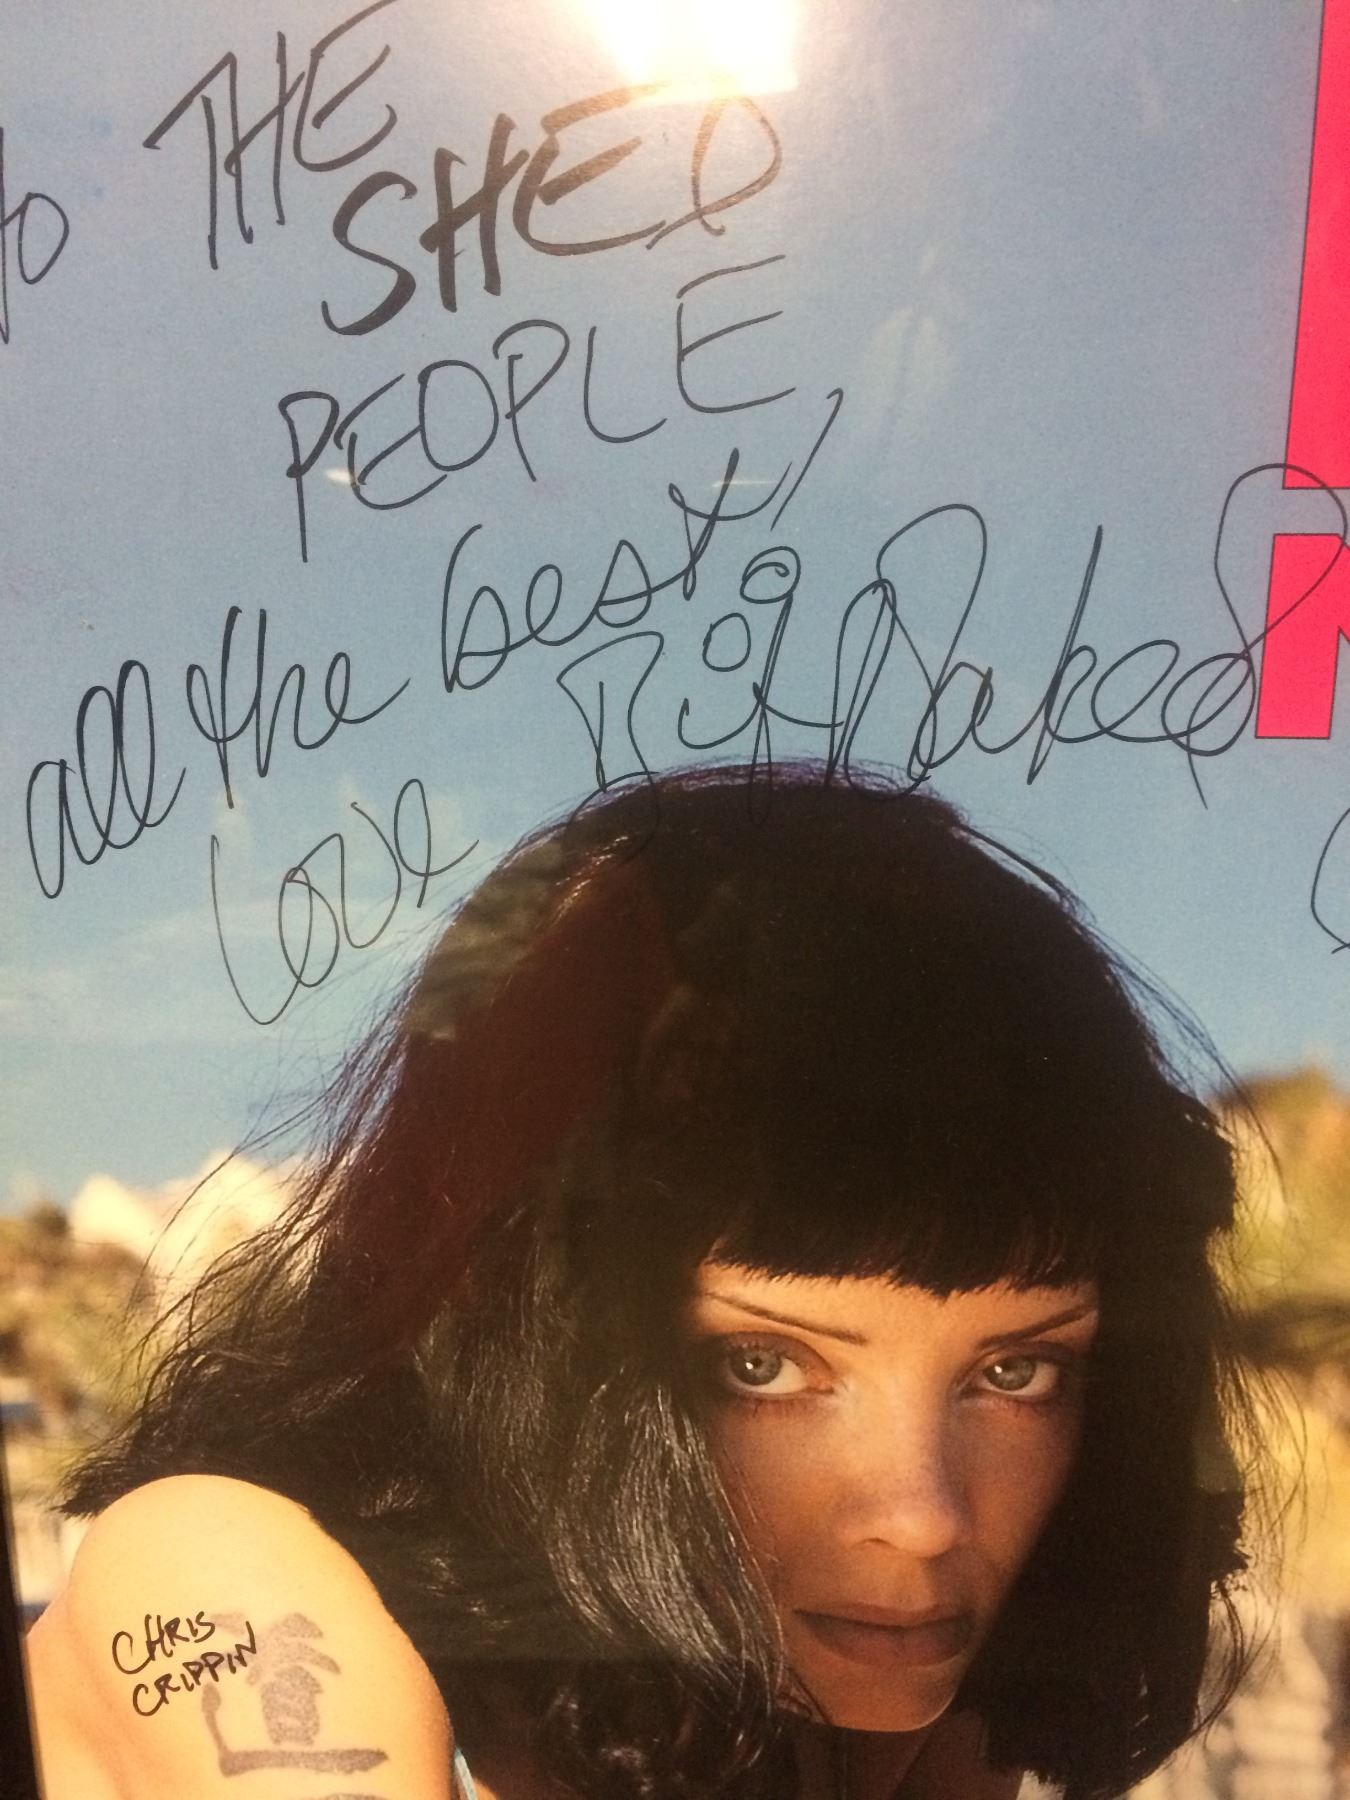 to THE
SHED
PEOPLE,
all the best,
Love Bif Naked
CHRIS
CRIPPIN